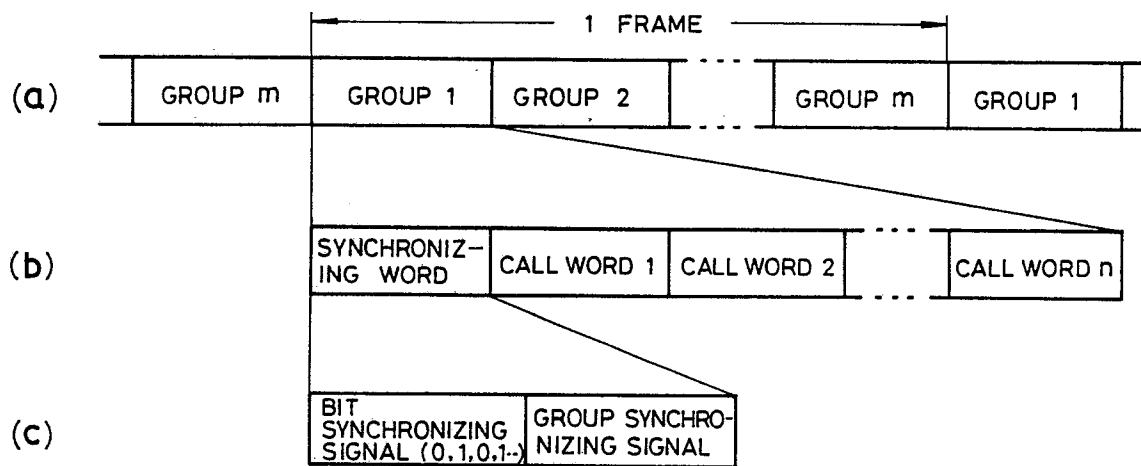 1 FRAME
(a) GROUP m GROUP 1 GROUP 2 GROUP m GROUP 1
(b) SYNCHRONIZ-
ING WORD CALL WORD 1 CALL WORD 2 CALL WORD n
(c) BIT
SYNCHRONIZING
SIGNAL (0,1,0,1--) GROUP SYNCHRO-
NIZING SIGNAL